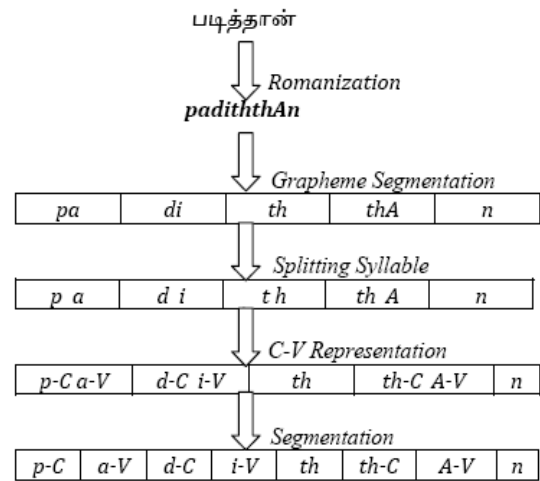 படித்தான்
Romanization
padiththAn
Grapheme Segmentation
pa di th thA n
Splitting Syllable
p a d i t h th A n
C-V Representation
p-C a-V d-C i-V th th-C A-V n
Segmentation
p-C a-V d-C i-V th th-C A-V n